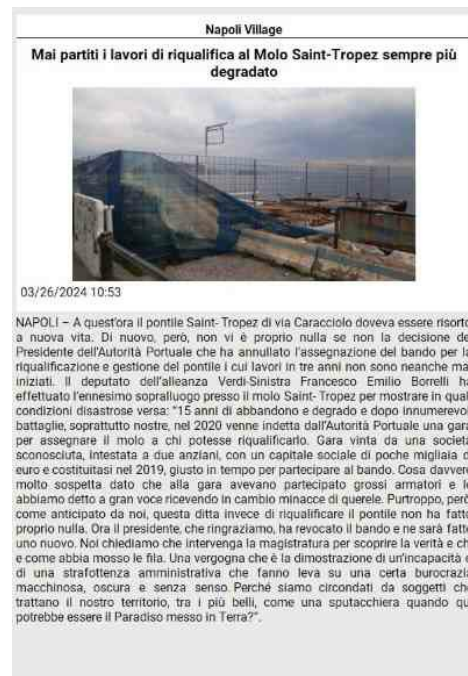 Napoli Village
Mai partiti i lavori di riqualifica al Molo Saint-Tropez sempre più
degradato
03/26/2024 10:53
NAPOLI – A quest'ora il pontile Saint- Tropez di via Caracciolo doveva essere risorto
a nuova vita. Di nuovo, però, non vi è proprio nulla se non la decisione de
Presidente dell'Autorità Portuale che ha annullato l'assegnazione del bando per la
riqualificazione e gestione del pontile i cui lavori in tre anni non sono neanche mai
iniziati. Il deputato dell'alleanza Verdi-Sinistra Francesco Emilio Borrelli ha
effettuato l'ennesimo sopralluogo presso il molo Saint- Tropez per mostrare in quali
condizioni disastrose versa: "15 anni di abbandono e degrado e dopo innumerevol
battaglie, soprattutto nostre, nel 2020 venne indetta dall'Autorità Portuale una gara
per assegnare il molo a chi potesse riqualificarlo. Gara vinta da una società
sconosciuta, intestata a due anziani, con un capitale sociale di poche migliaia d
euro e costituitasi nel 2019, giusto in tempo per partecipare al bando. Cosa davvero
molto sospetta dato che alla gara avevano partecipato grossi armatori e lo
abbiamo detto a gran voce ricevendo in cambio minacce di querele. Purtroppo, però
come anticipato da noi, questa ditta invece di riqualificare il pontile non ha fatto
proprio nulla. Ora il presidente, che ringraziamo, ha revocato il bando e ne sarà fatto
uno nuovo. Noi chiediamo che intervenga la magistratura per scoprire la verità e chi
e come abbia mosso le fila. Una vergogna che è la dimostrazione di un'incapacità e
di una strafottenza amministrativa che fanno leva su una certa burocrazia
macchinosa, oscura e senza senso. Perché siamo circondati da soggetti che
trattano il nostro territorio, tra i più belli, come una sputacchiera quando qui
potrebbe essere il Paradiso messo in Terra?".